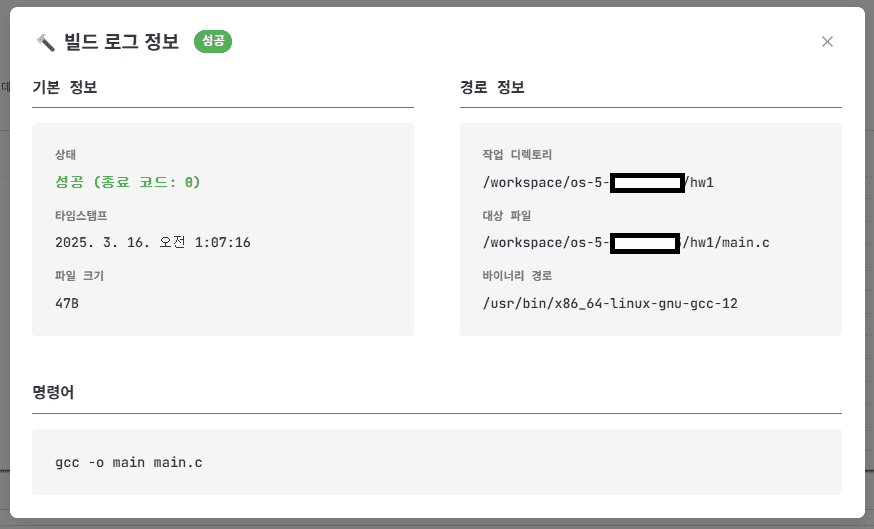 빌드 로그 정보 성공
기본 정보
상태
성공 (종료 코드: 0)
타임스탬프
2025. 3. 16. 오전 1:07:16
파일 크기
47B
경로 정보
작업 디렉토리
/workspace/os-5- /hw1
대상 파일
/workspace/os-5- /hw1/main.c
바이너리 경로
/usr/bin/x86_64-linux-gnu-gcc-12
명령어
gcc -o main main.c